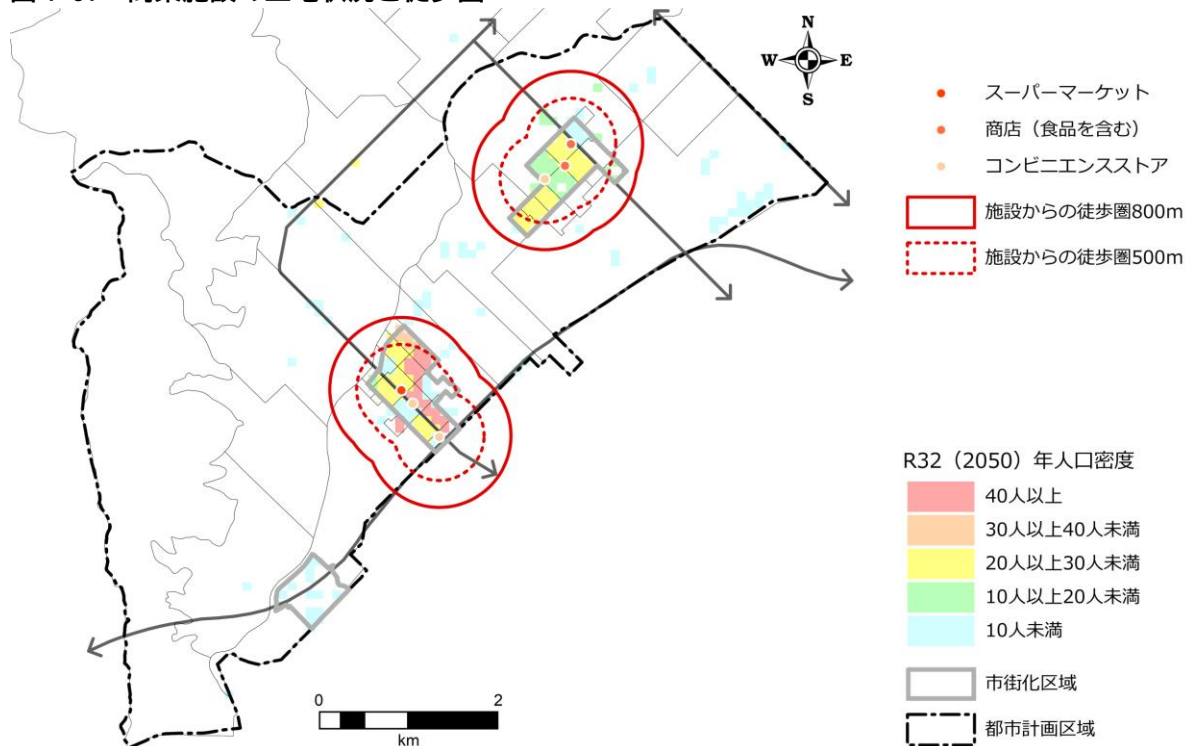 N
W E
S
スーパーマーケット
商店（食品を含む）
コンビニエンスストア
施設からの徒歩圏800m
施設からの徒歩圏500m
R32（2050）年人口密度
40人以上
30人以上40人未満
20人以上30人未満
10人以上20人未満
10人未満
市街化区域
都市計画区域
0 2
km